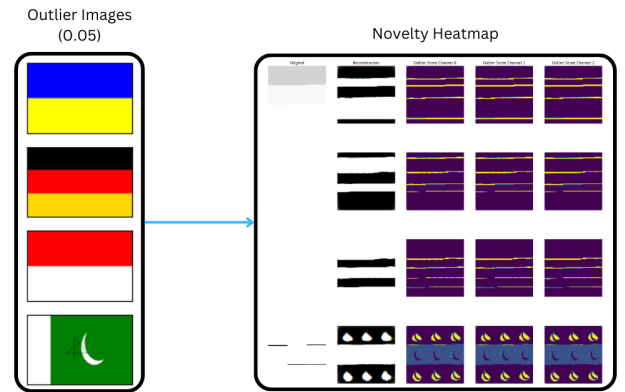 Outlier Images
(0.05)
Novelty Heatmap
Original
Reconstruction
Outlier Score Channel 0
Outlier Score Channel 1
Outlier Score Channel 2